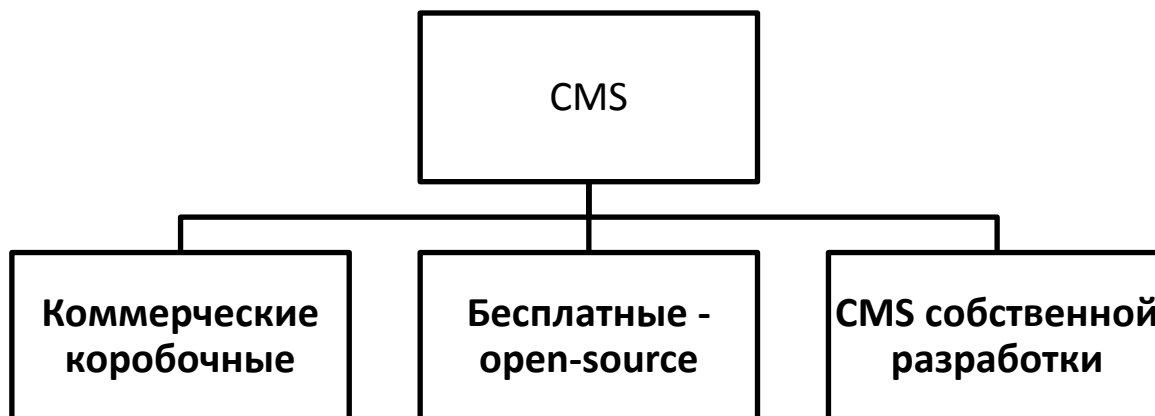 CMS
Коммерческие
коробочные
Бесплатные -
open-source
CMS собственной
разработки